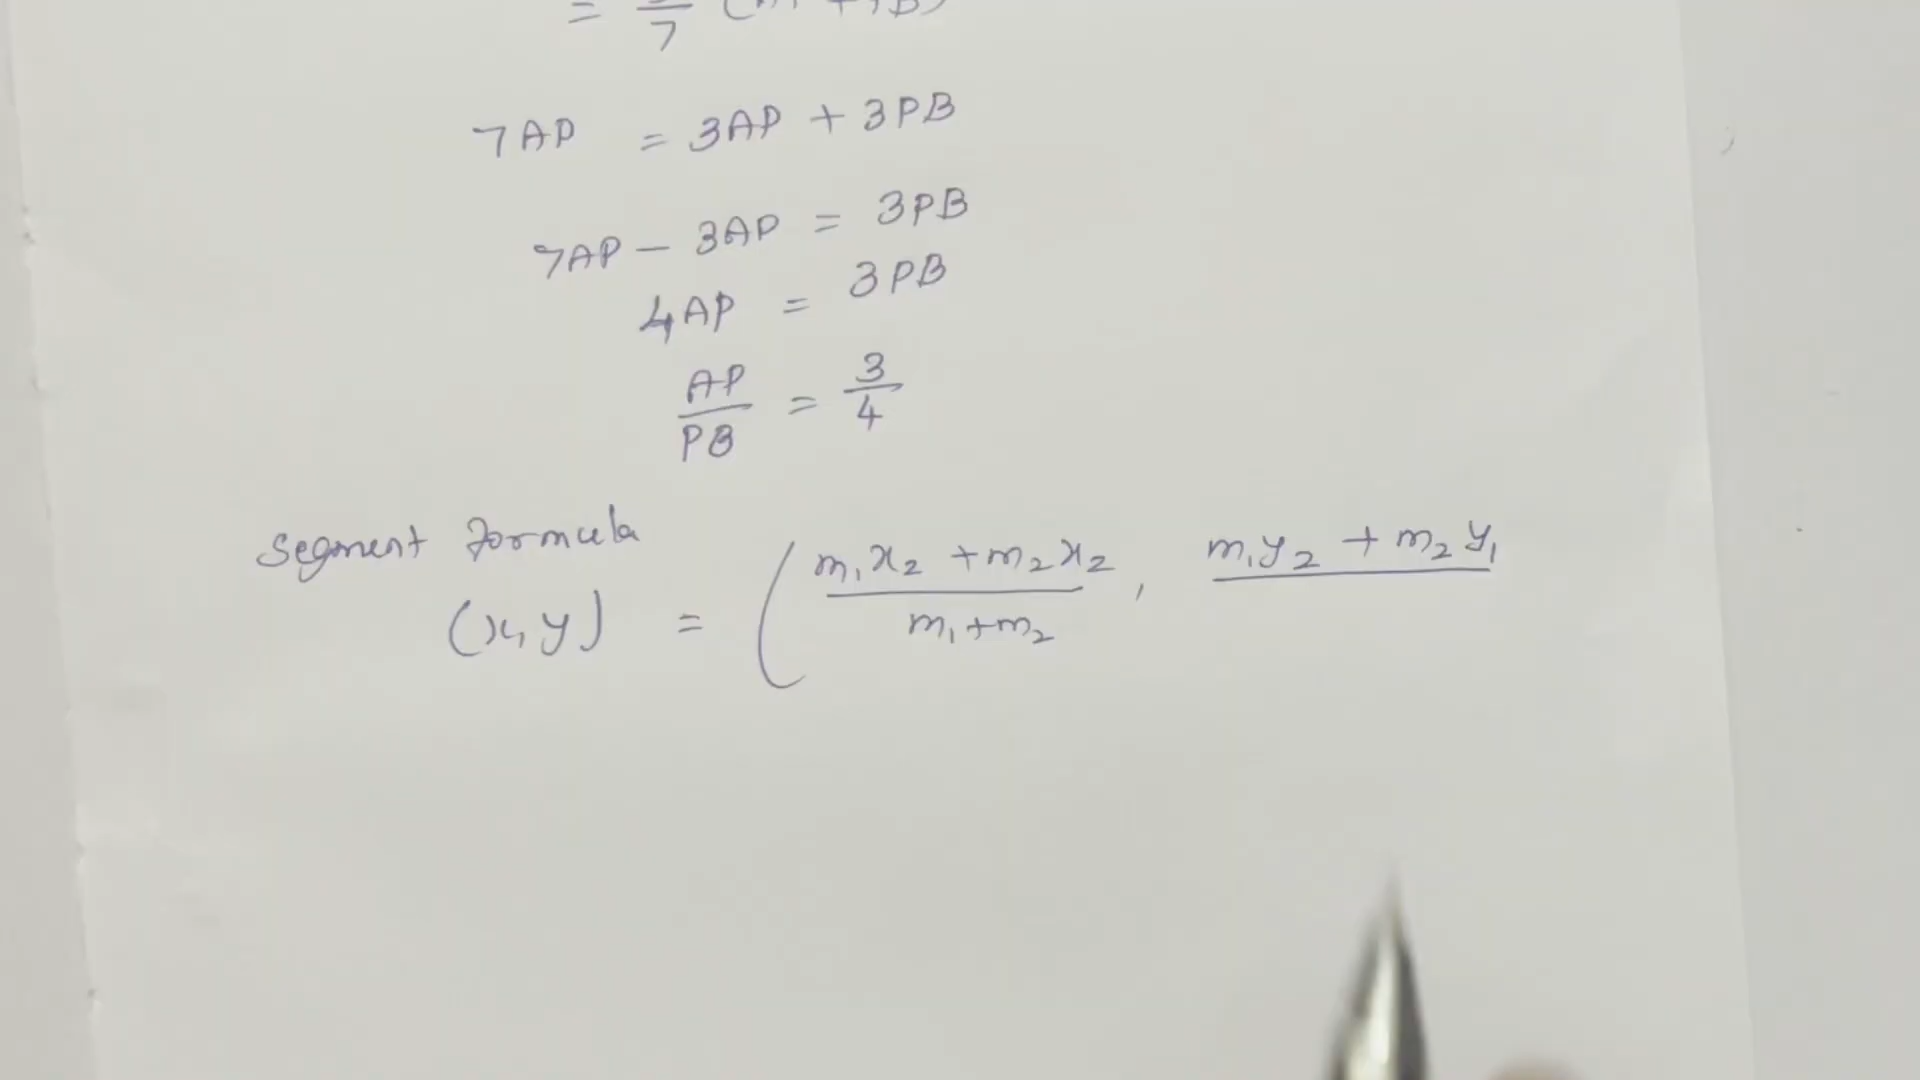 = 7
7AP = 3AP + 3PB
7AP - 3AP = 3PB
4AP = 3PB
AP/PB = 3/4
Segment Formula
(x, y) = ( m₁x₂ + m₂x₂ / m₁+m₂ , m₁y₂ + m₂y₁